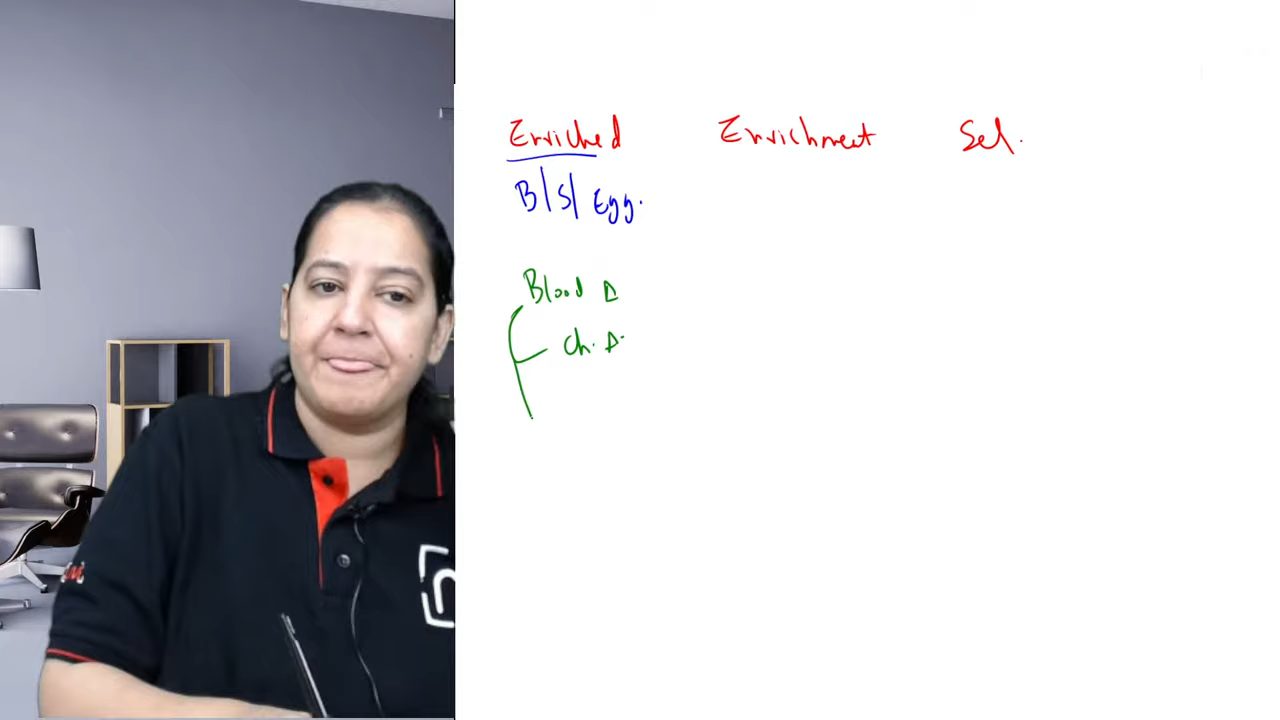 Enriched Enrichment Sel.
B/S/ Egg.
Blood A
Ch. A.